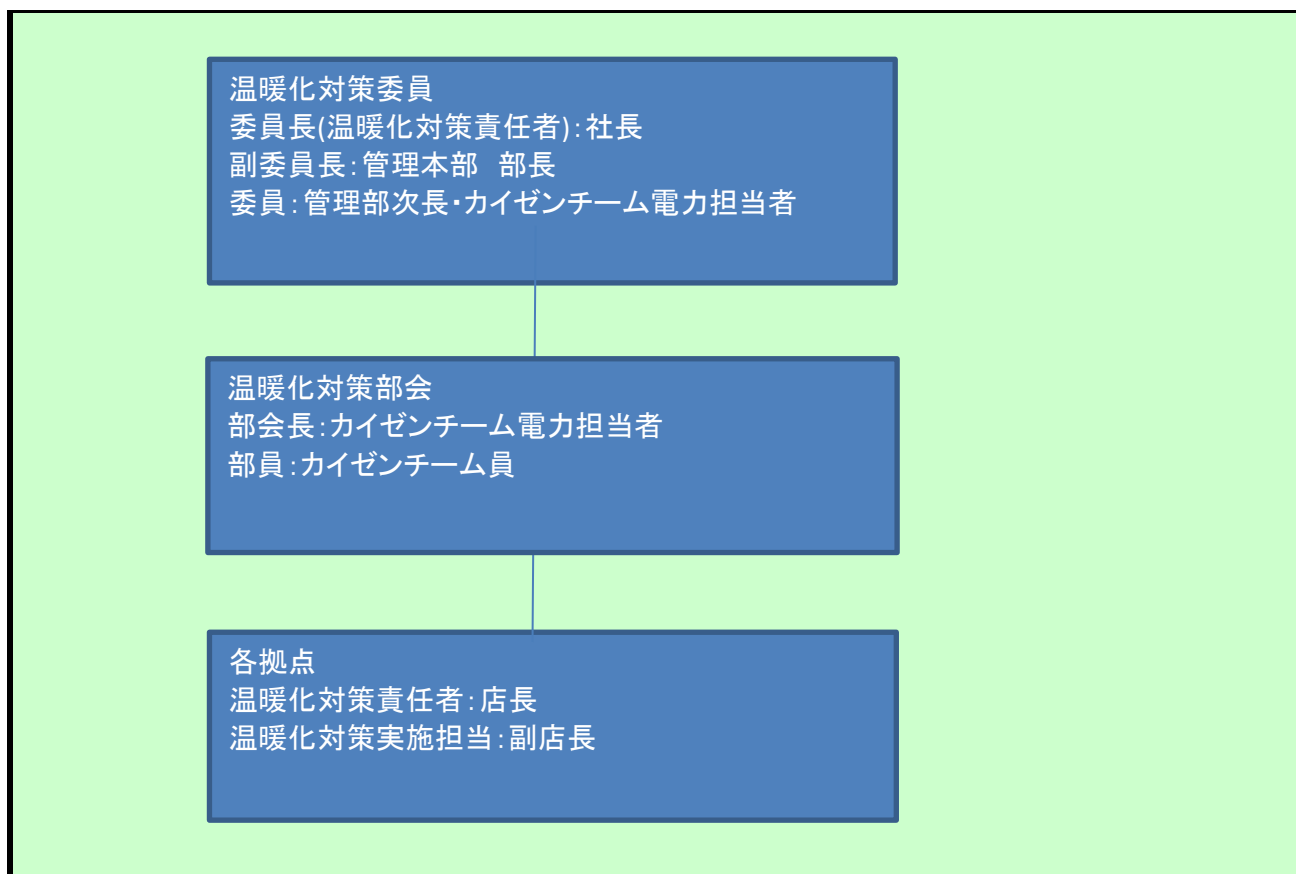 温暖化対策委員
委員長(温暖化対策責任者):社長
副委員長:管理本部　部長
委員:管理部次長・カイゼンチーム電力担当者
温暖化対策部会
部会長:カイゼンチーム電力担当者
部員:カイゼンチーム員
各拠点
温暖化対策責任者:店長
温暖化対策実施担当:副店長